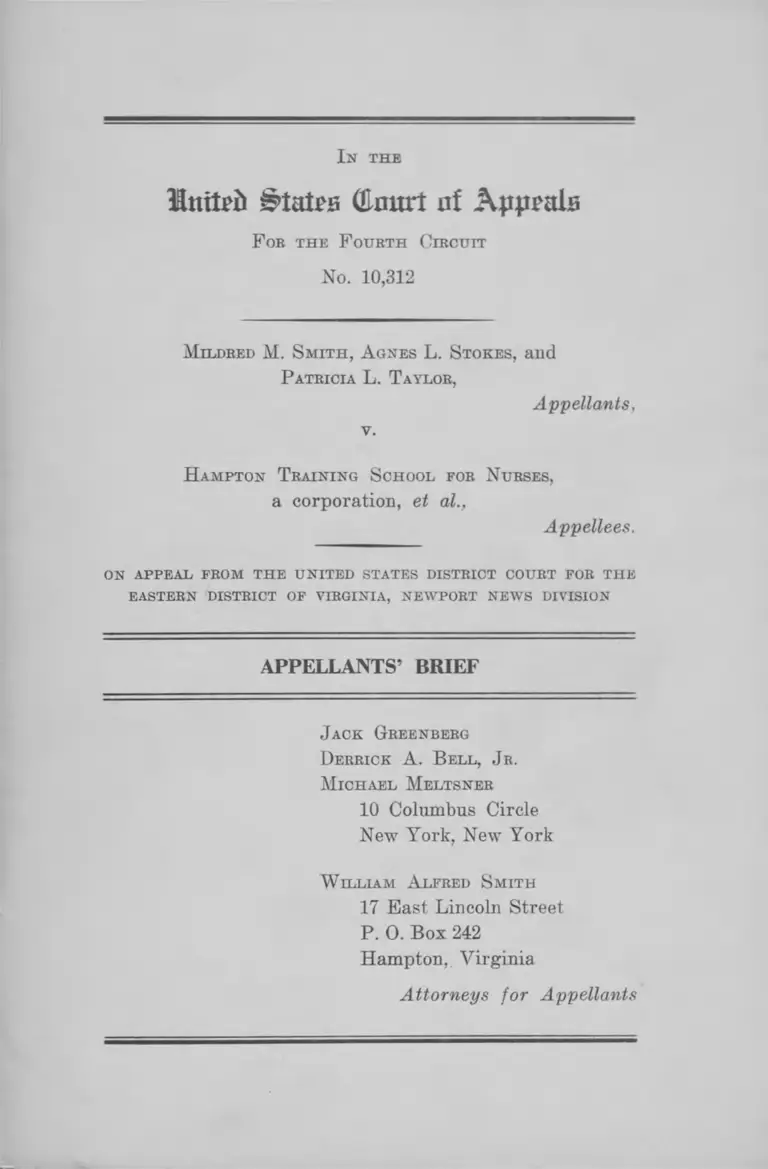 IN THE
United States Court of Appeals
FOR THE FOURTH CIRCUIT
No. 10,312
MILDRED M. SMITH, AGNES L. STOKES, and
PATRICIA L. TAYLOR,
Appellants,
v.
HAMPTON TRAINING SCHOOL FOR NURSES,
a corporation, et al.,
Appellees.
ON APPEAL FROM THE UNITED STATES DISTRICT COURT FOR THE
EASTERN DISTRICT OF VIRGINIA, NEWPORT NEWS DIVISION
APPELLANTS' BRIEF
JACK GREENBERG
DERRICK A. BELL, JR.
MICHAEL MELTSNER
10 Columbus Circle
New York, New York
WILLIAM ALFRED SMITH
17 East Lincoln Street
P. O. Box 242
Hampton, Virginia
Attorneys for Appellants